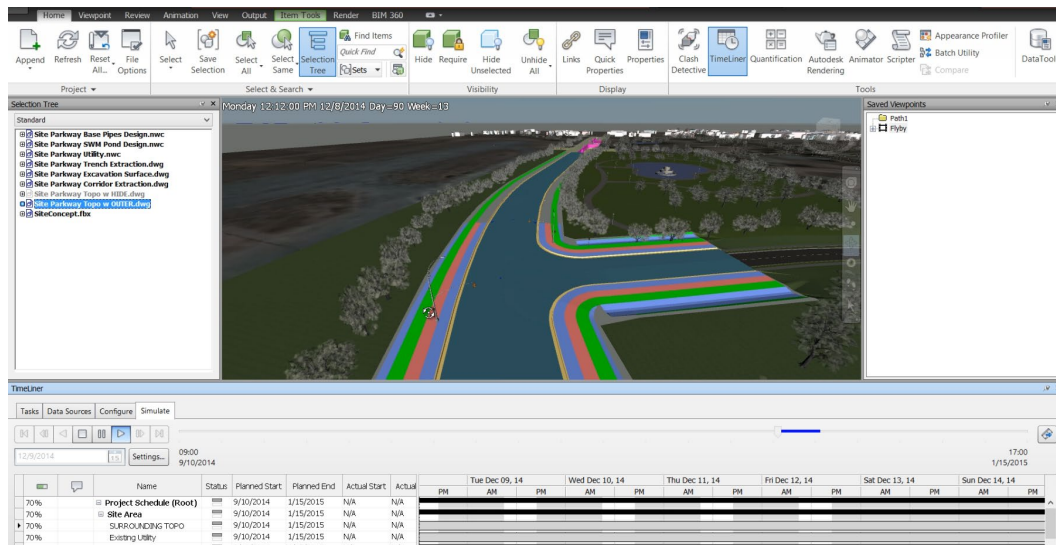 Home Viewpoint Review Animation View Output Item Tools Render BIM 360
Append Refresh Reset All... File Options Select Save Selection Select All Select Same Selection Tree Find Items Quick Find Sets Hide Require Hide Unselected Unhide All Links Quick Properties Properties Clash Detective TimeLiner Quantification Autodesk Rendering Animator Scripter Appearance Profiler Batch Utility Compare DataTool
Project Select & Search Visibility Display Tools
Selection Tree
Standard
Site Parkway Base Pipes Design.nwc
Site Parkway SWM Pond Design.nwc
Site Parkway Utility.nwc
Site Parkway Trench Extraction.dwg
Site Parkway Excavation Surface.dwg
Site Parkway Corridor Extraction.dwg
Site Parkway Topo w HIDE.dwg
Site Parkway Topo w OUTER.dwg
SiteConcept.fbx
Monday 12:12:00 PM 12/8/2014 Day=90 Week=13
Saved Viewpoints
Path1
Flyby
TimeLiner
Tasks Data Sources Configure Simulate
12/9/2014 15 Settings... 09:00 17:00
9/10/2014 1/15/2015
Name Status Planned Start Planned End Actual Start Actual Tue Dec 09, 14 Wed Dec 10, 14 Thu Dec 11, 14 Fri Dec 12, 14 Sat Dec 13, 14 Sun Dec 14, 14
PM AM PM AM PM AM PM AM PM AM PM AM PM
70% Project Schedule (Root) 9/10/2014 1/15/2015 N/A N/A
70% Site Area 9/10/2014 1/15/2015 N/A N/A
70% SURROUNDING TOPO 9/10/2014 1/15/2015 N/A N/A
70% Existing Utility 9/10/2014 1/15/2015 N/A N/A